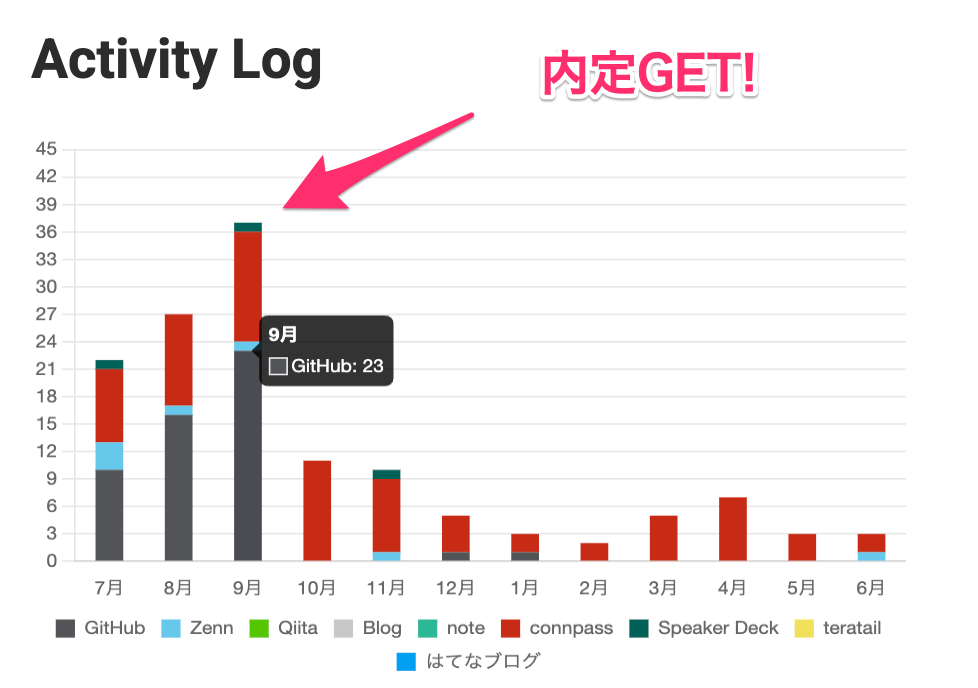 Activity Log
内定GET!
45
42
39
36
33
30
27
24
21
18
15
12
9
6
3
0
9月
GitHub: 23
7月 8月 9月 10月 11月 12月 1月 2月 3月 4月 5月 6月
GitHub Zenn Qiita Blog note connpass Speaker Deck teratail
はてなブログ